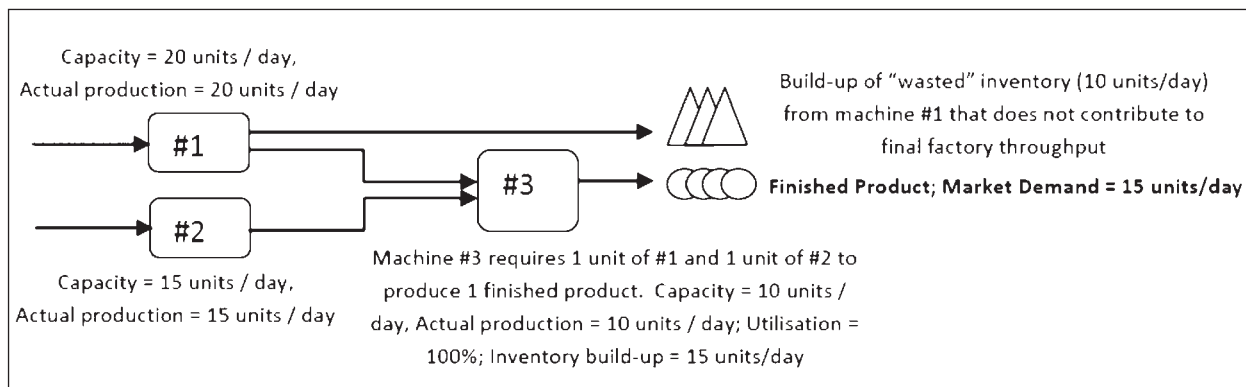 Capacity = 20 units / day,
Actual production = 20 units / day
Build-up of “wasted” inventory (10 units/day)
from machine #1 that does not contribute to
final factory throughput
#1
#3
Finished Product; Market Demand = 15 units/day
#2
Capacity = 15 units / day,
Actual production = 15 units / day
Machine #3 requires 1 unit of #1 and 1 unit of #2 to
produce 1 finished product.  Capacity = 10 units /
day, Actual production = 10 units / day; Utilisation =
100%; Inventory build-up = 15 units/day